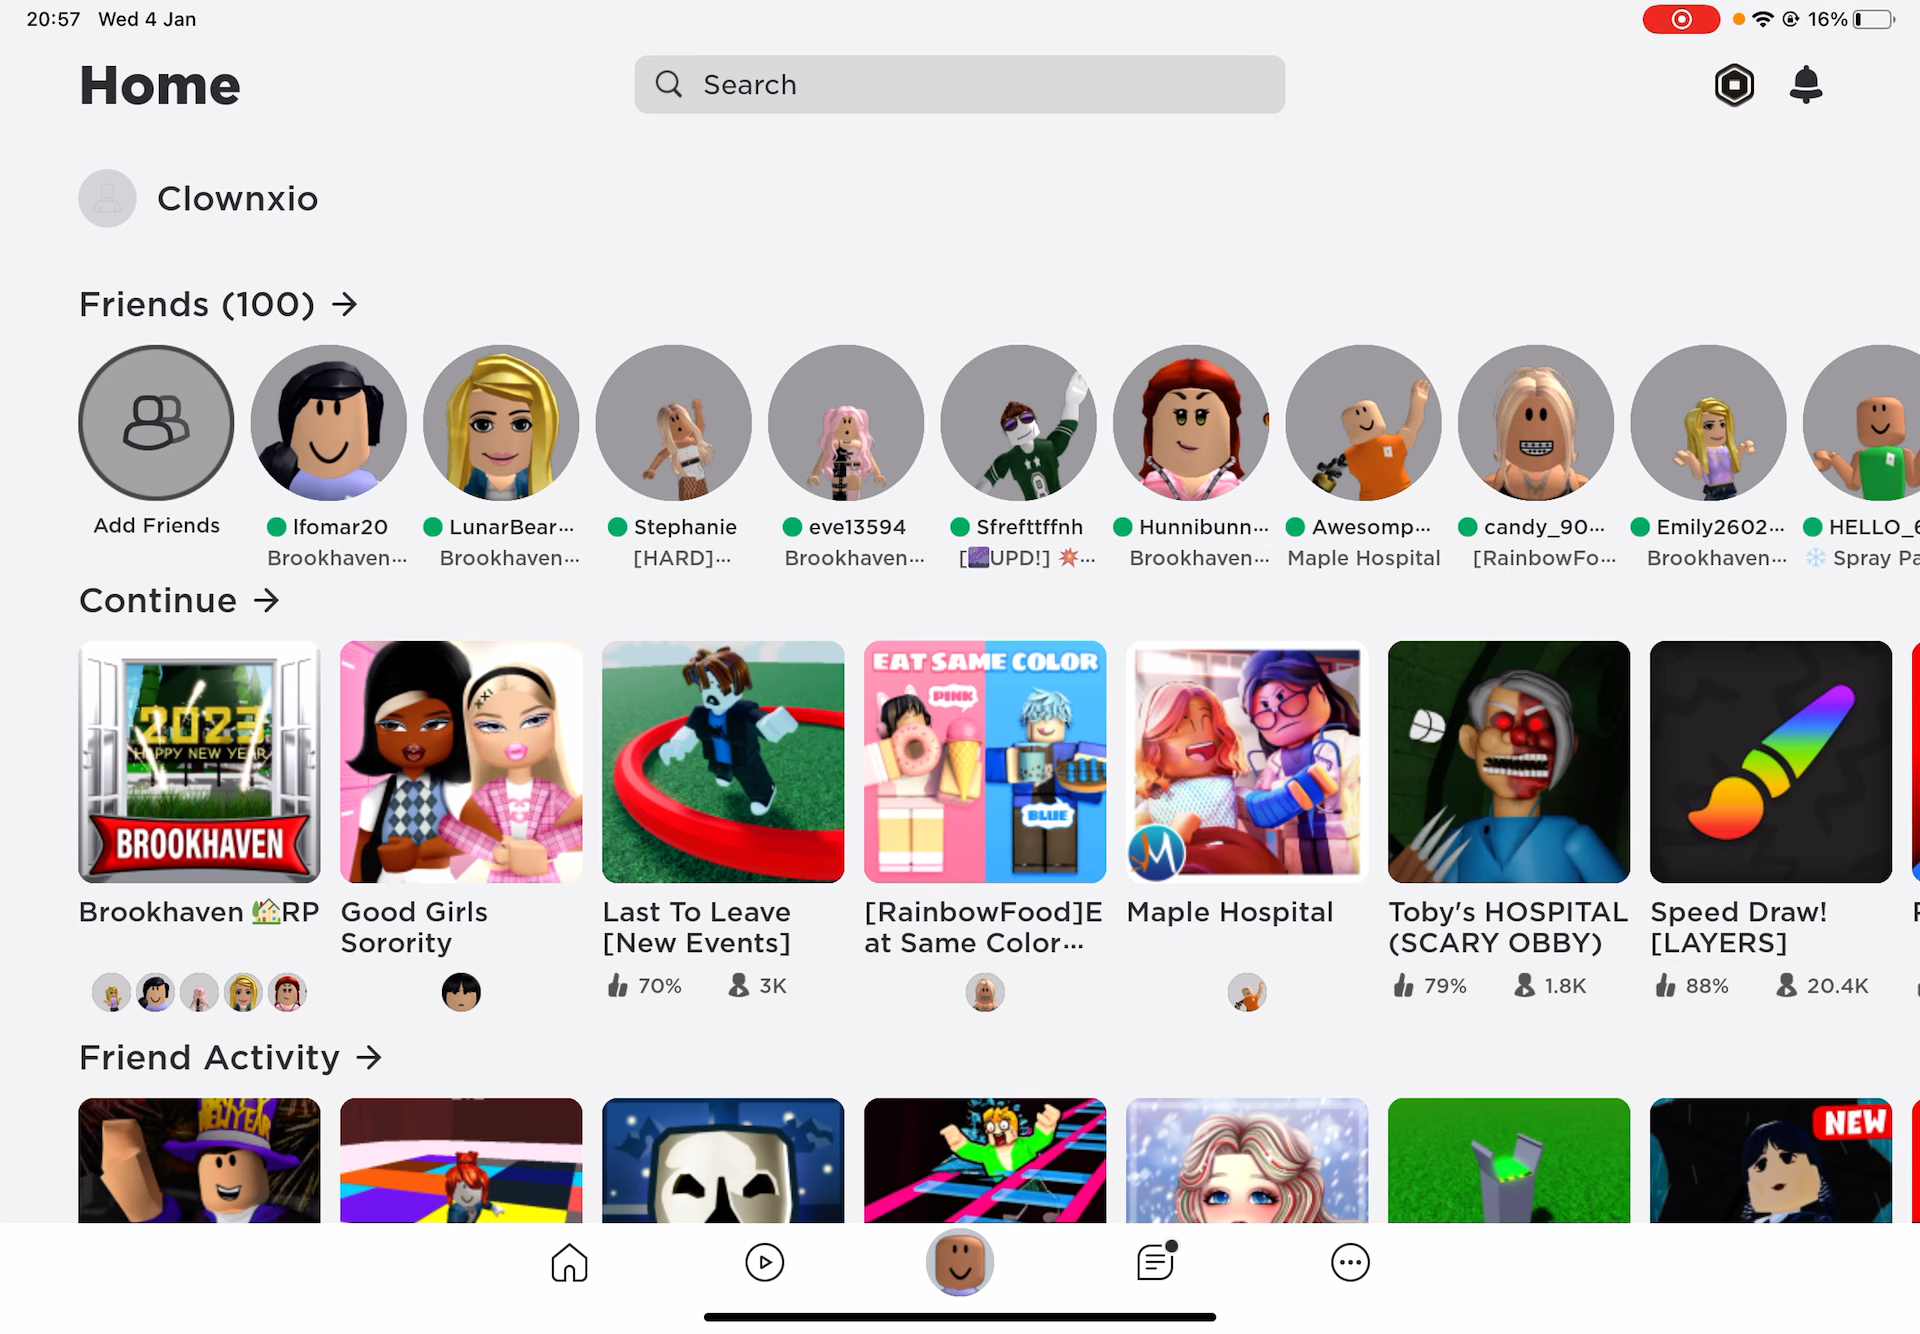 20:57 Wed 4 Jan
16%
Home
Search
Clownxio
Friends (100) →
Add Friends
lfomar20
Brookhaven...
LunarBear...
Brookhaven...
Stephanie
[HARD]...
eve13594
Brookhaven...
Sfrefttffnh
[🌌UPD!] 💥...
Hunnibunn...
Brookhaven...
Awesomp...
Maple Hospital
candy_90...
[RainbowFo...
Emily2602...
Brookhaven...
HELLO_6
❄️ Spray Pa
Continue →
2023
HAPPY NEW YEAR
BROOKHAVEN
EAT SAME COLOR
PINK
BLUE
M
Brookhaven 🏡RP
Good Girls
Sorority
Last To Leave
[New Events]
70% 3K
[RainbowFood]E
at Same Color...
Maple Hospital
Toby's HOSPITAL
(SCARY OBBY)
79% 1.8K
Speed Draw!
[LAYERS]
88% 20.4K
Friend Activity →
NEW YEAR
NEW